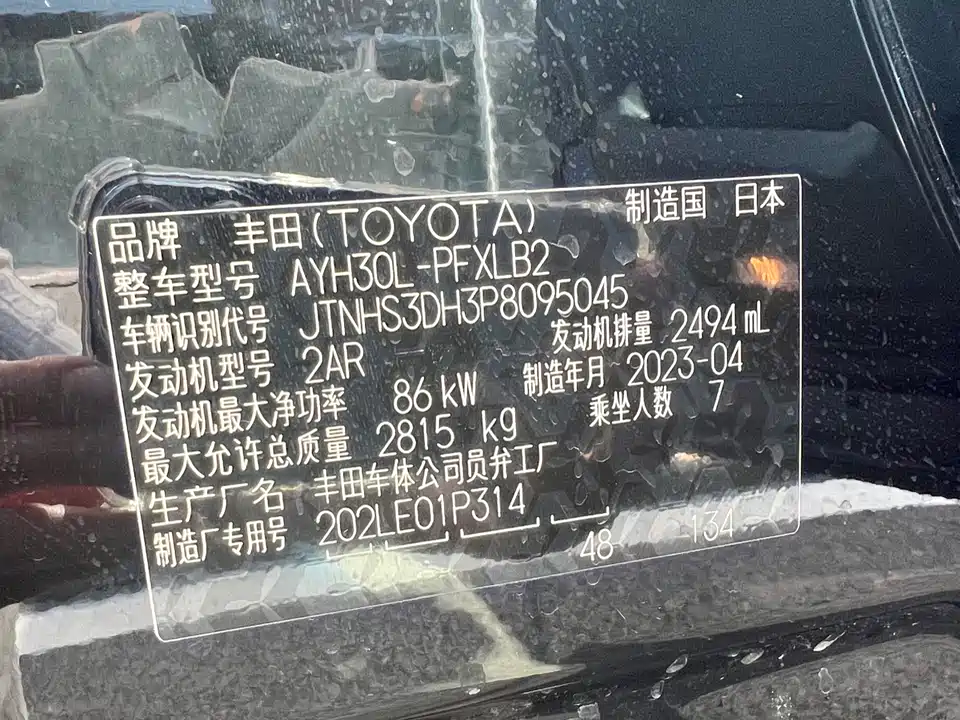 品牌 丰田(TOYOTA) 制造国 日本
整车型号 AYH30L-PFXLB2
车辆识别代号 JTNHS3DH3P8095045
发动机型号 2AR 发动机排量 2494 mL
发动机最大净功率 86 kW 制造年月 2023-04
最大允许总质量 2815 kg 乘坐人数 7
生产厂名 丰田车体公司员弁工厂
制造厂专用号 202LE01P314
48 134